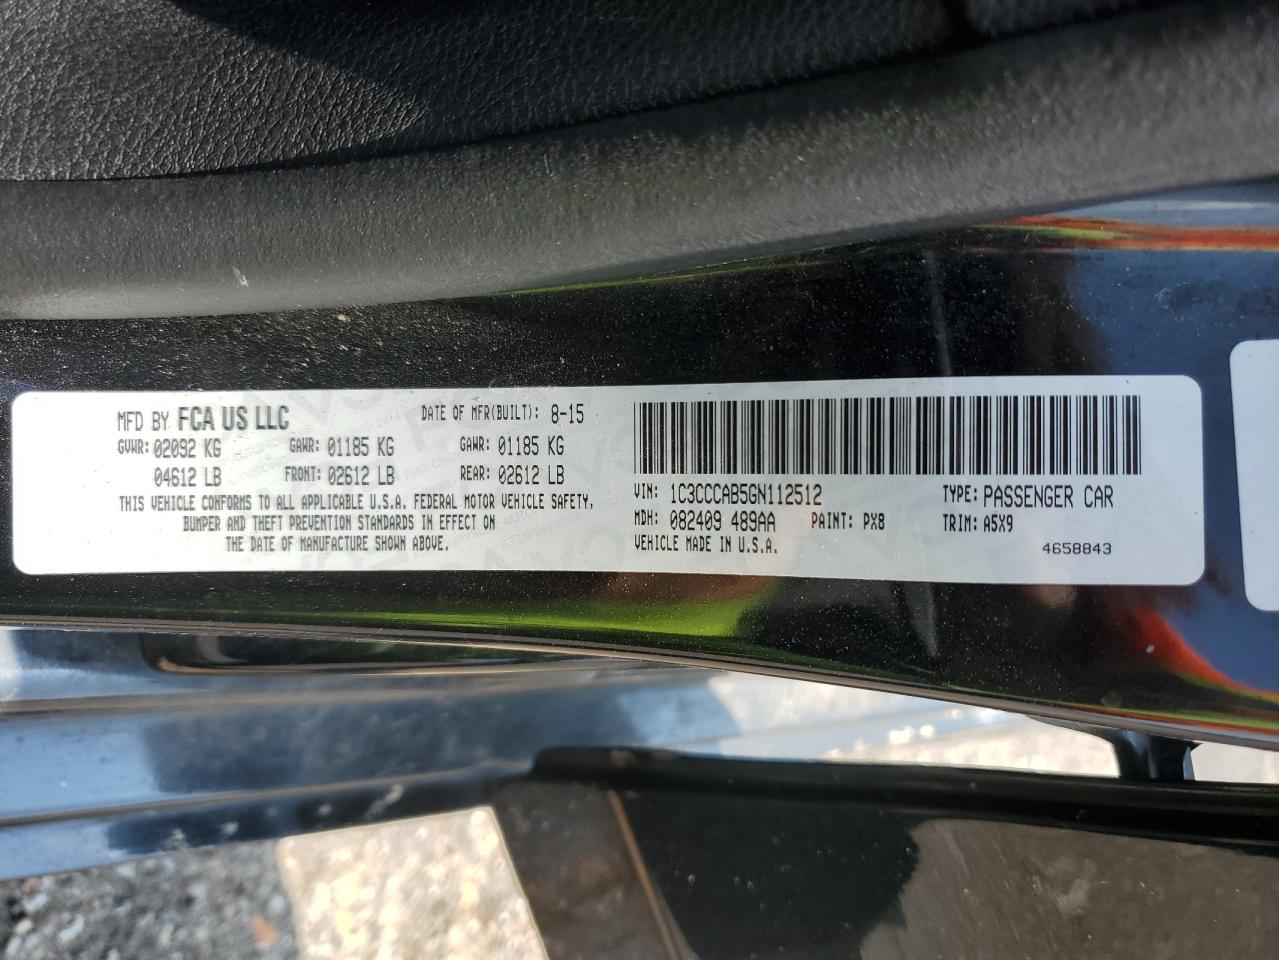 MFD BY FCA US LLC DATE OF MFR(BUILT): 8-15
GVWR: 02092 KG GAWR: 01185 KG GAWR: 01185 KG
04612 LB FRONT: 02612 LB REAR: 02612 LB
THIS VEHICLE CONFORMS TO ALL APPLICABLE U.S.A. FEDERAL MOTOR VEHICLE SAFETY,
BUMPER AND THEFT PREVENTION STANDARDS IN EFFECT ON
THE DATE OF MANUFACTURE SHOWN ABOVE.
VIN: 1C3CCCAB5GN112512 TYPE: PASSENGER CAR
MDH: 082409 489AA PAINT: PX8 TRIM: A5X9
VEHICLE MADE IN U.S.A. 4658843